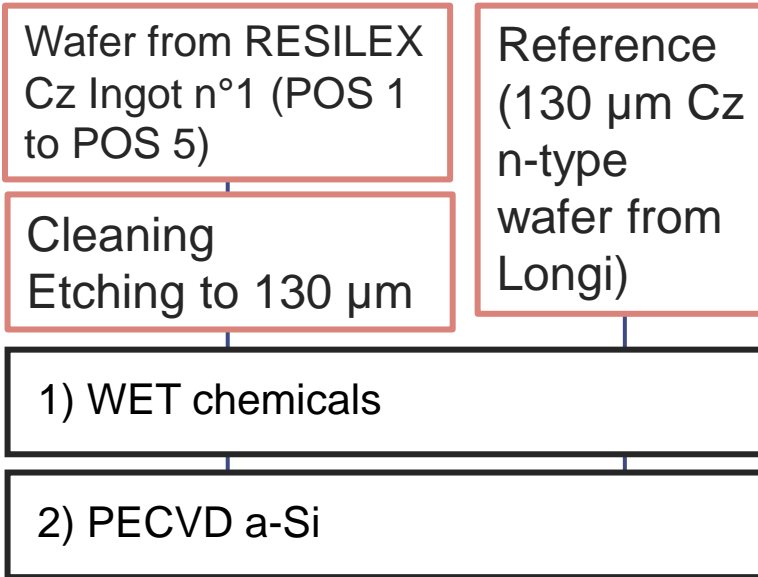 Wafer from RESILEX
Cz Ingot n°1 (POS 1
to POS 5)
Reference
(130 µm Cz
n-type
wafer from
Longi)
Cleaning
Etching to 130 µm
1) WET chemicals
2) PECVD a-Si